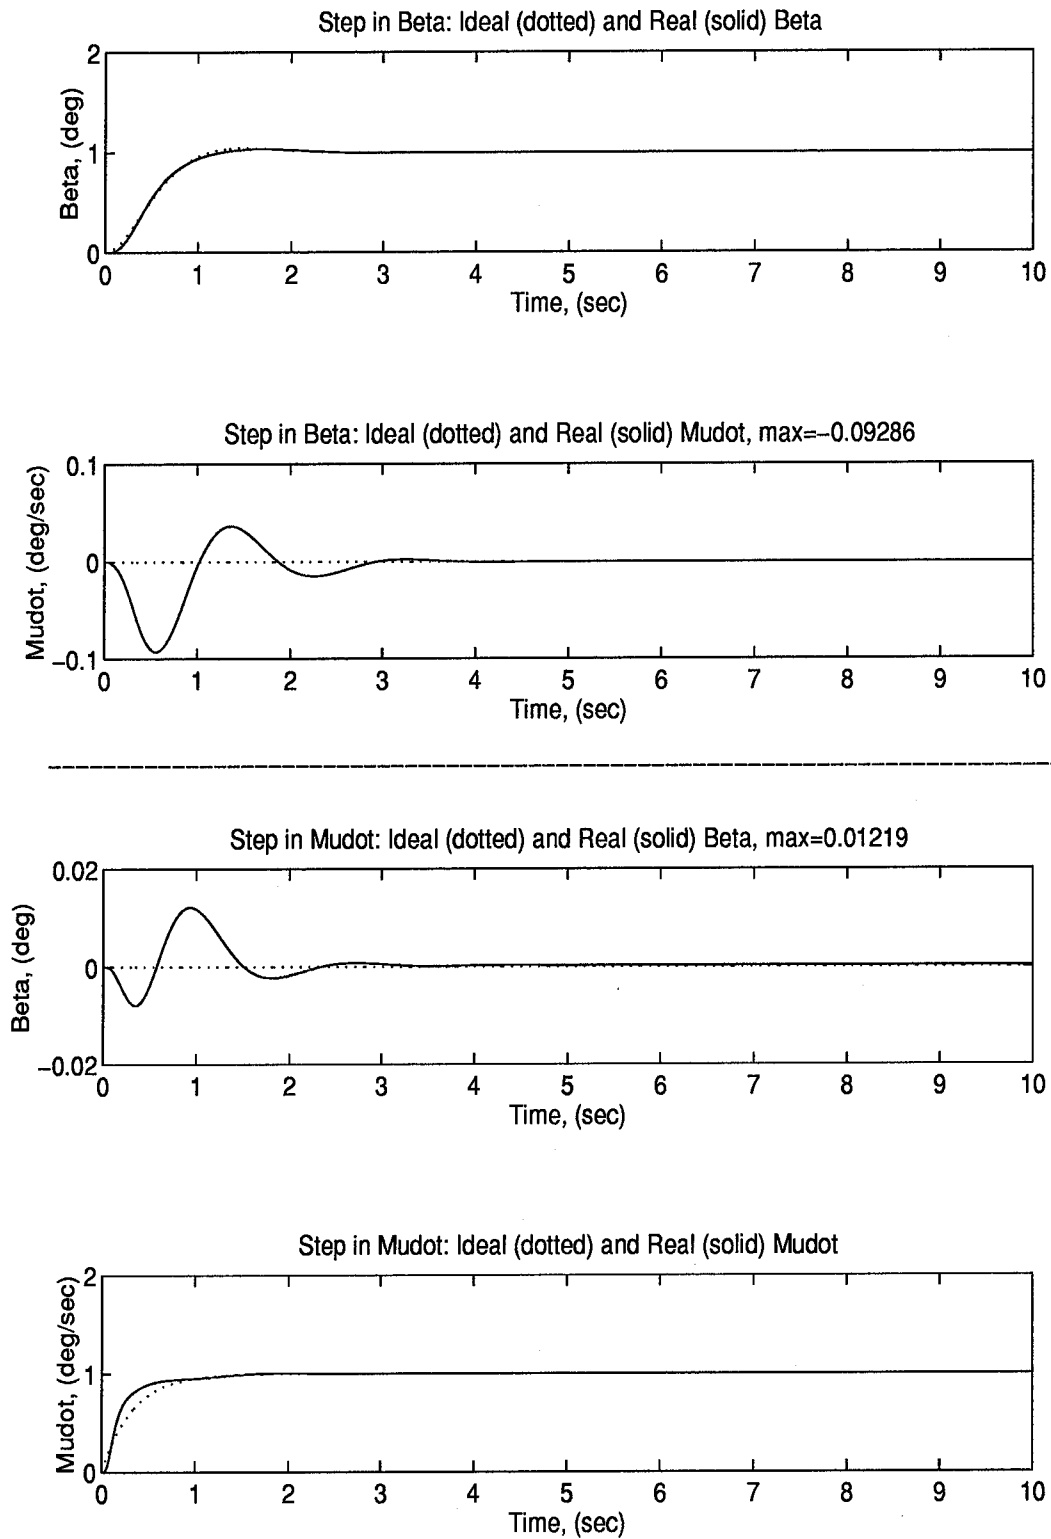 Step in Beta: Ideal (dotted) and Real (solid) Beta
2
1
0
Beta, (deg)
0 1 2 3 4 5 6 7 8 9 10
Time, (sec)
Step in Beta: Ideal (dotted) and Real (solid) Mudot, max=−0.09286
0.1
0
−0.1
Mudot, (deg/sec)
0 1 2 3 4 5 6 7 8 9 10
Time, (sec)
Step in Mudot: Ideal (dotted) and Real (solid) Beta, max=0.01219
0.02
0
−0.02
Beta, (deg)
0 1 2 3 4 5 6 7 8 9 10
Time, (sec)
Step in Mudot: Ideal (dotted) and Real (solid) Mudot
2
1
0
Mudot, (deg/sec)
0 1 2 3 4 5 6 7 8 9 10
Time, (sec)